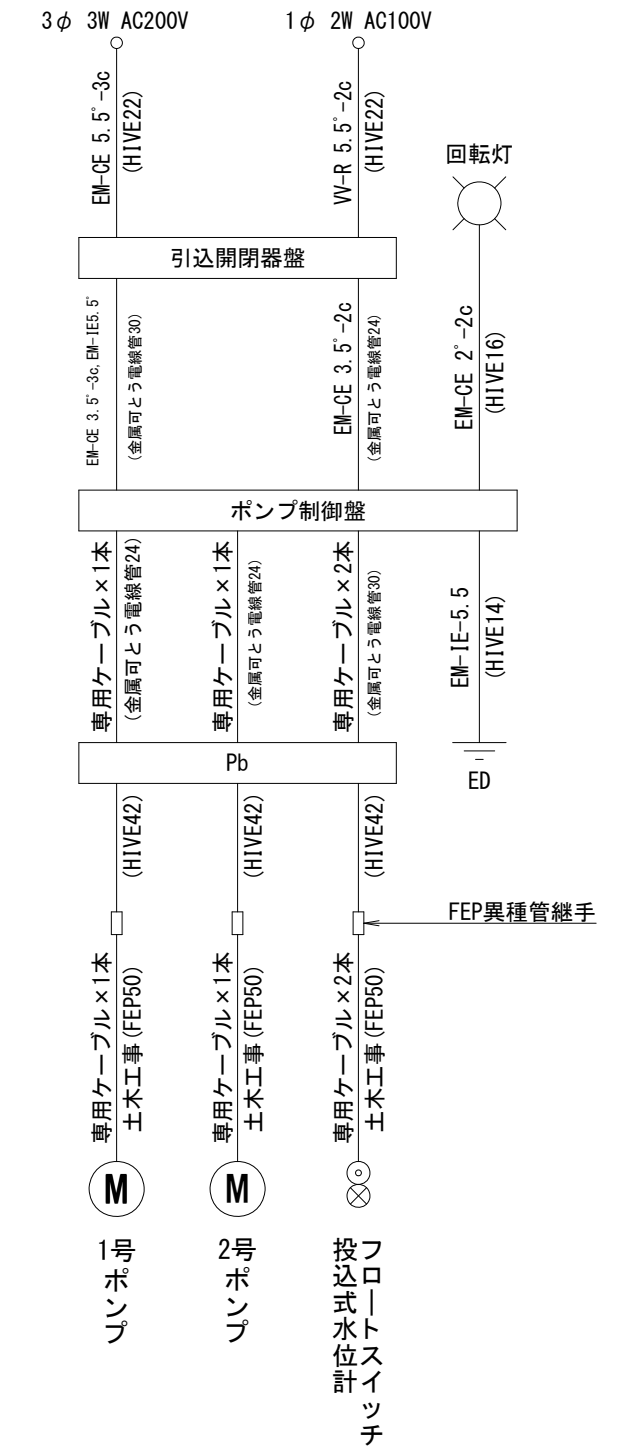 3φ 3W AC200V
1φ 2W AC100V
EM-CE 5.5°-3c
(HIVE22)
VV-R 5.5°-2c
(HIVE22)
回転灯
引込開閉器盤
EM-CE 3.5°-3c, EM-IE5.5°
(金属可とう電線管30)
EM-CE 3.5°-2c
(金属可とう電線管24)
EM-CE 2°-2c
(HIVE16)
ポンプ制御盤
専用ケーブル×1本
(金属可とう電線管24)
専用ケーブル×1本
(金属可とう電線管24)
専用ケーブル×2本
(金属可とう電線管30)
EM-IE-5.5
(HIVE14)
Pb
ED
(HIVE42)
(HIVE42)
(HIVE42)
FEP異種管継手
専用ケーブル×1本
土木工事(FEP50)
専用ケーブル×1本
土木工事(FEP50)
専用ケーブル×2本
土木工事(FEP50)
M
M
1号ポンプ
2号ポンプ
フロートスイッチ
投込式水位計